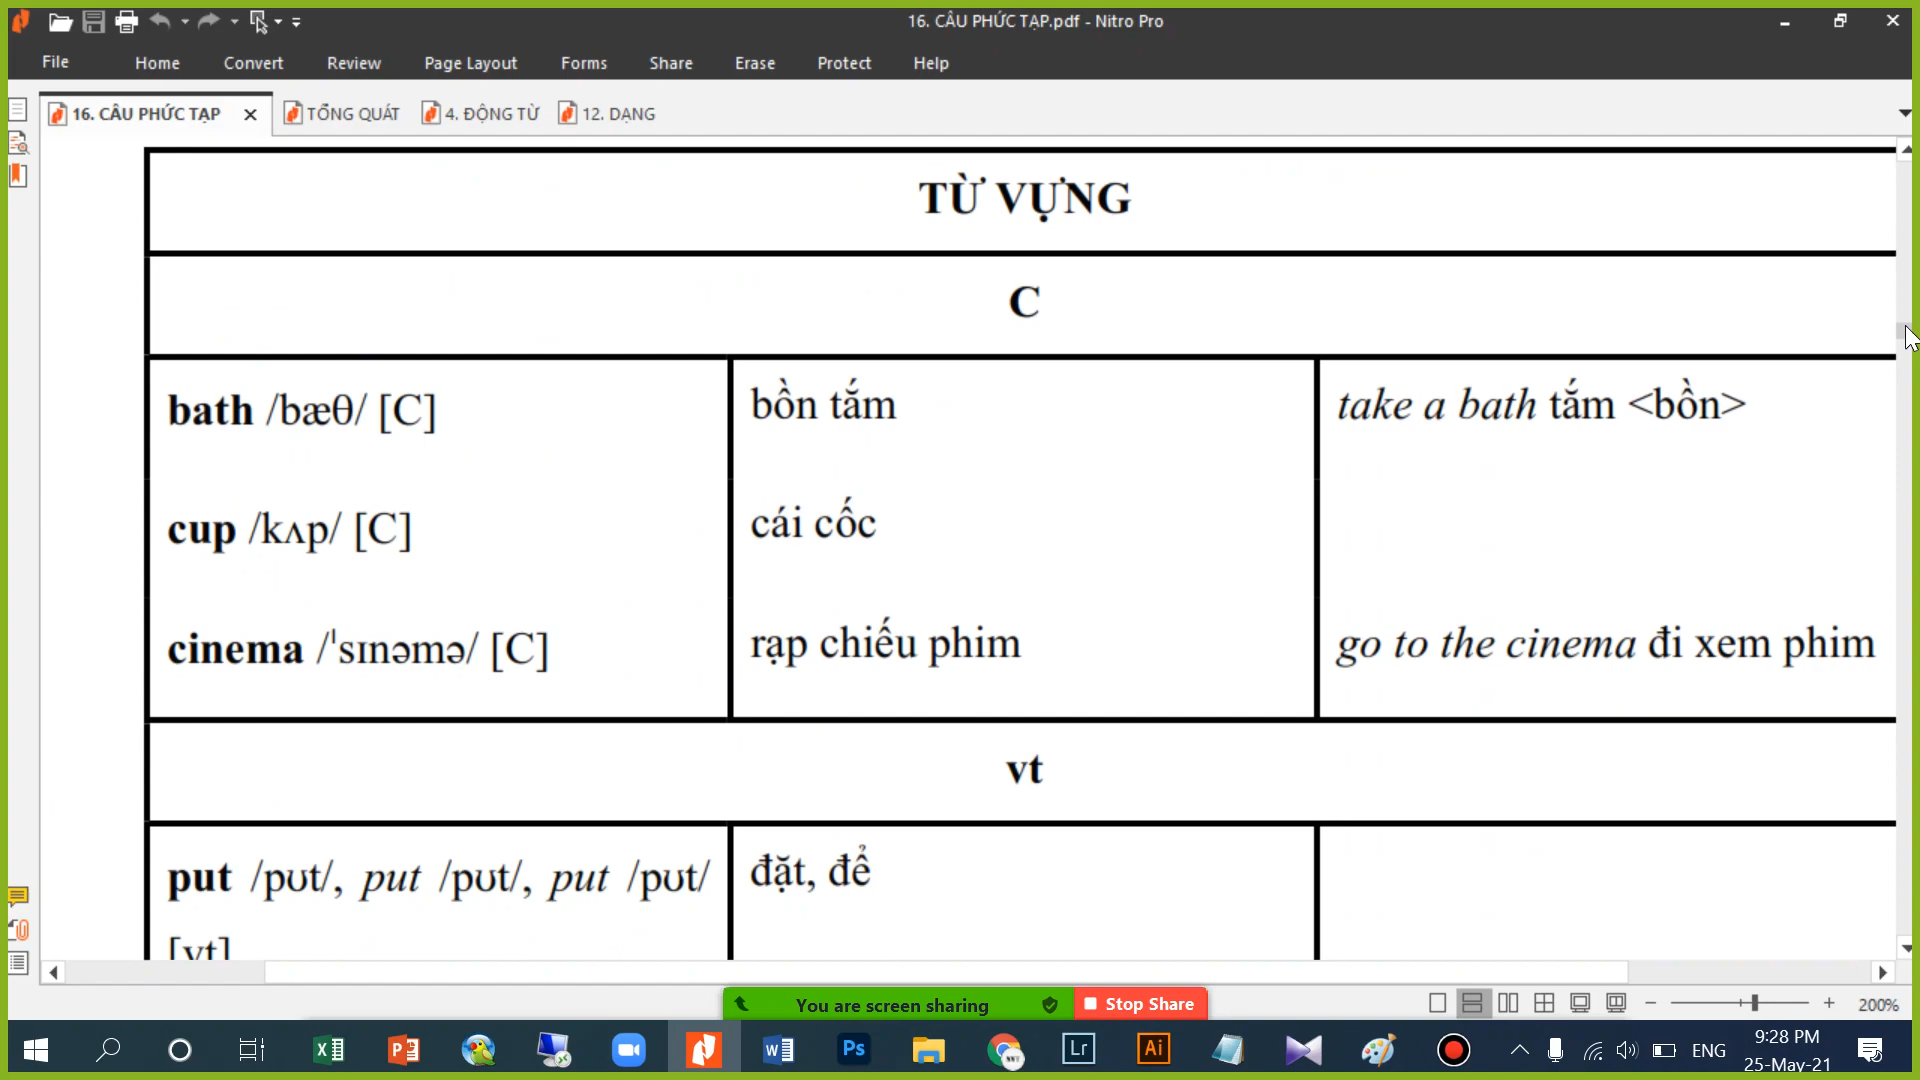 16. CÂU PHỨC TẠP.pdf - Nitro Pro
File Home Convert Review Page Layout Forms Share Erase Protect Help
16. CÂU PHỨC TẠP TỔNG QUÁT 4. ĐỘNG TỪ 12. DẠNG
TỪ VỰNG
C
bath /bæθ/ [C] bồn tắm take a bath tắm <bồn>
cup /kʌp/ [C] cái cốc
cinema /ˈsɪnəmə/ [C] rạp chiếu phim go to the cinema đi xem phim
vt
put /pʊt/, put /pʊt/, put /pʊt/ đặt, để
[vt]
You are screen sharing Stop Share
200%
Ps Lr Ai ENG 9:28 PM
25-May-21